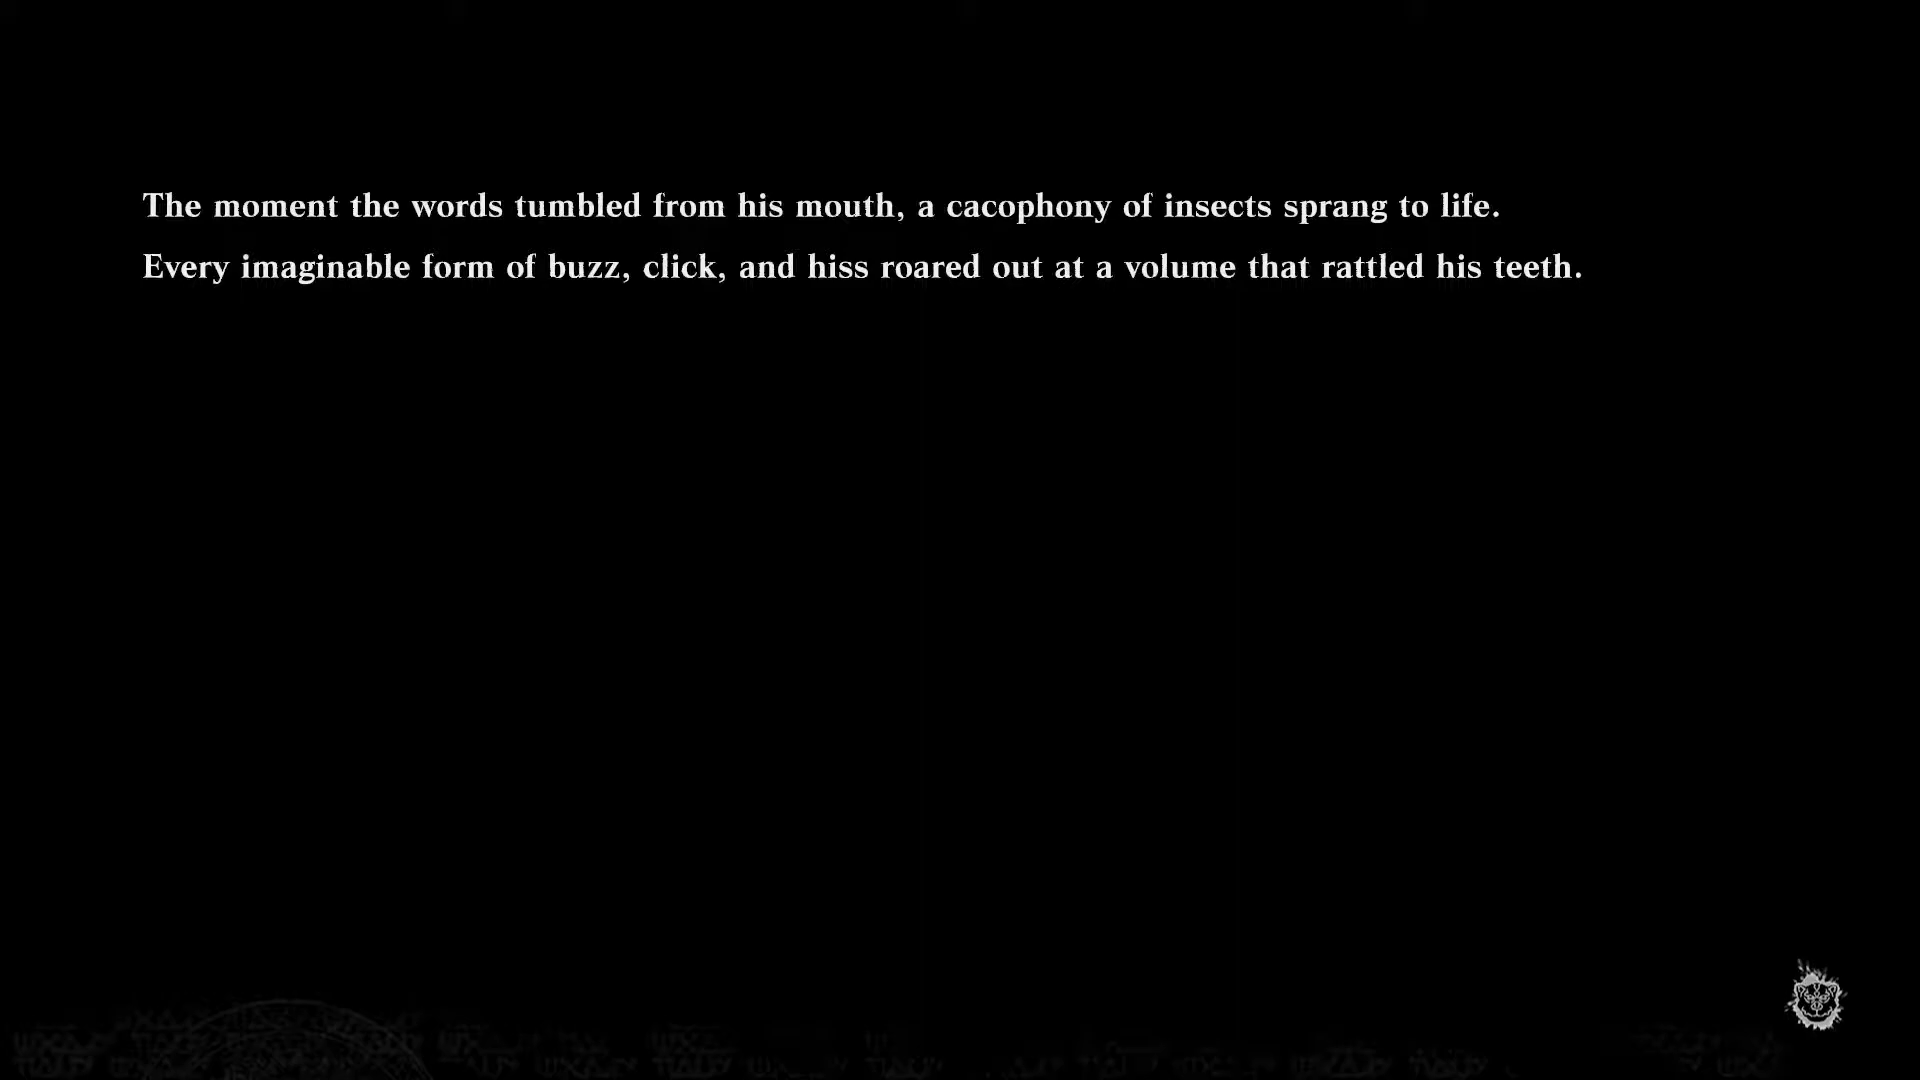 The moment the words tumbled from his mouth, a cacophony of insects sprang to life.
Every imaginable form of buzz, click, and hiss roared out at a volume that rattled his teeth.